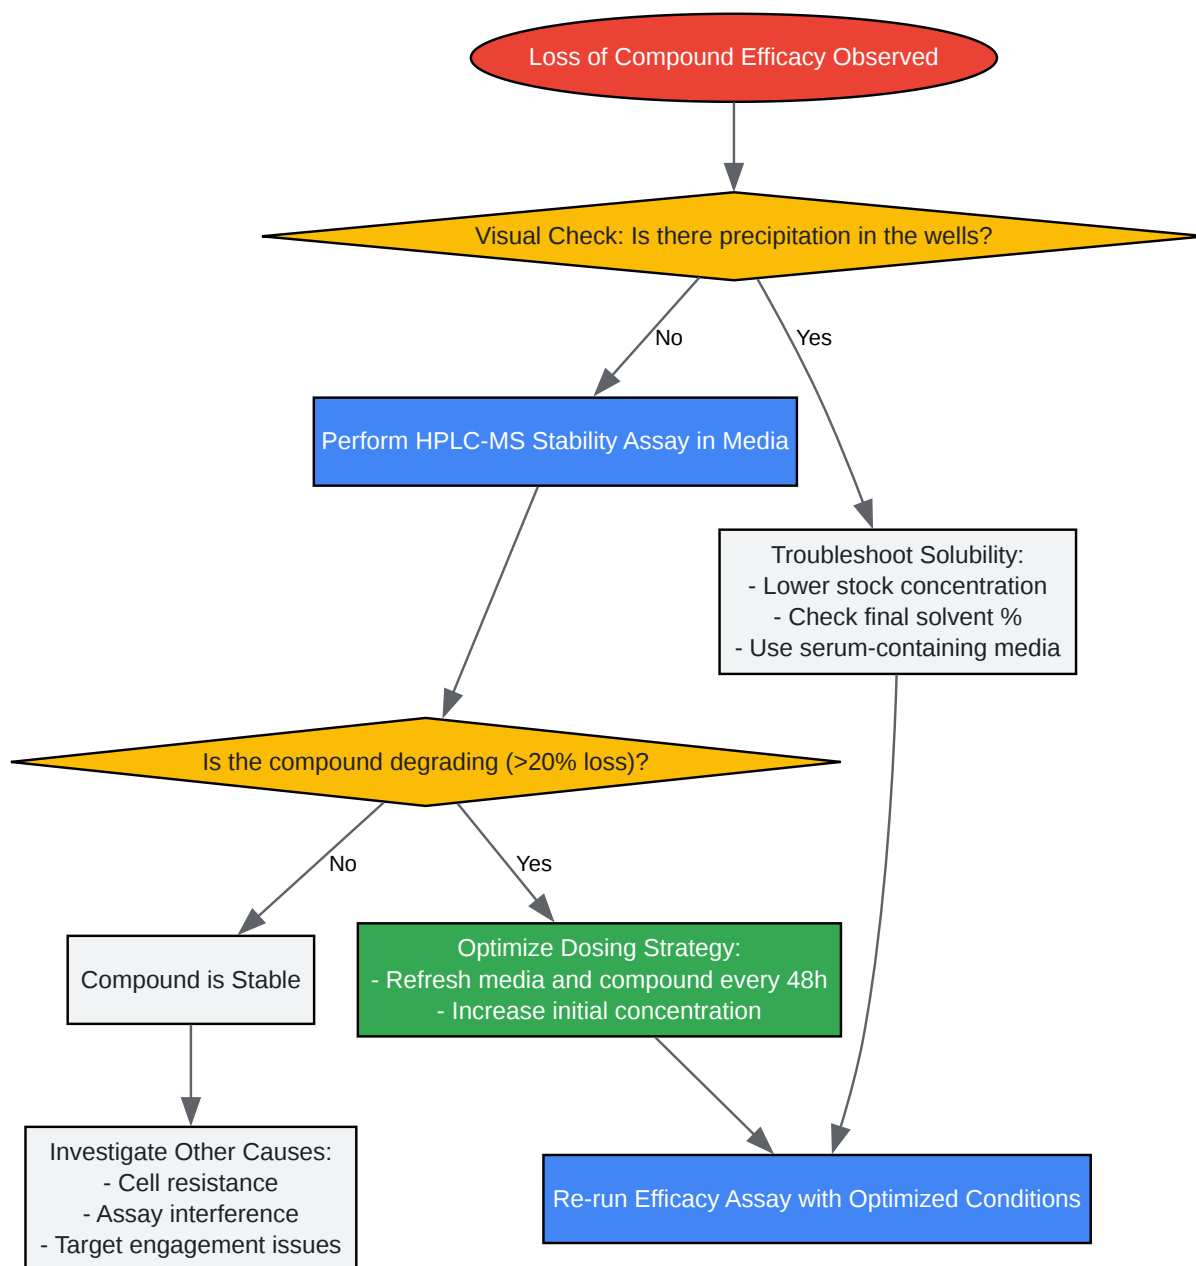 Loss of Compound Efficacy Observed
Visual Check: Is there precipitation in the wells?
No
Yes
Perform HPLC-MS Stability Assay in Media
Troubleshoot Solubility:
- Lower stock concentration
- Check final solvent %
- Use serum-containing media
Is the compound degrading (>20% loss)?
No
Yes
Compound is Stable
Optimize Dosing Strategy:
- Refresh media and compound every 48h
- Increase initial concentration
Investigate Other Causes:
- Cell resistance
- Assay interference
- Target engagement issues
Re-run Efficacy Assay with Optimized Conditions